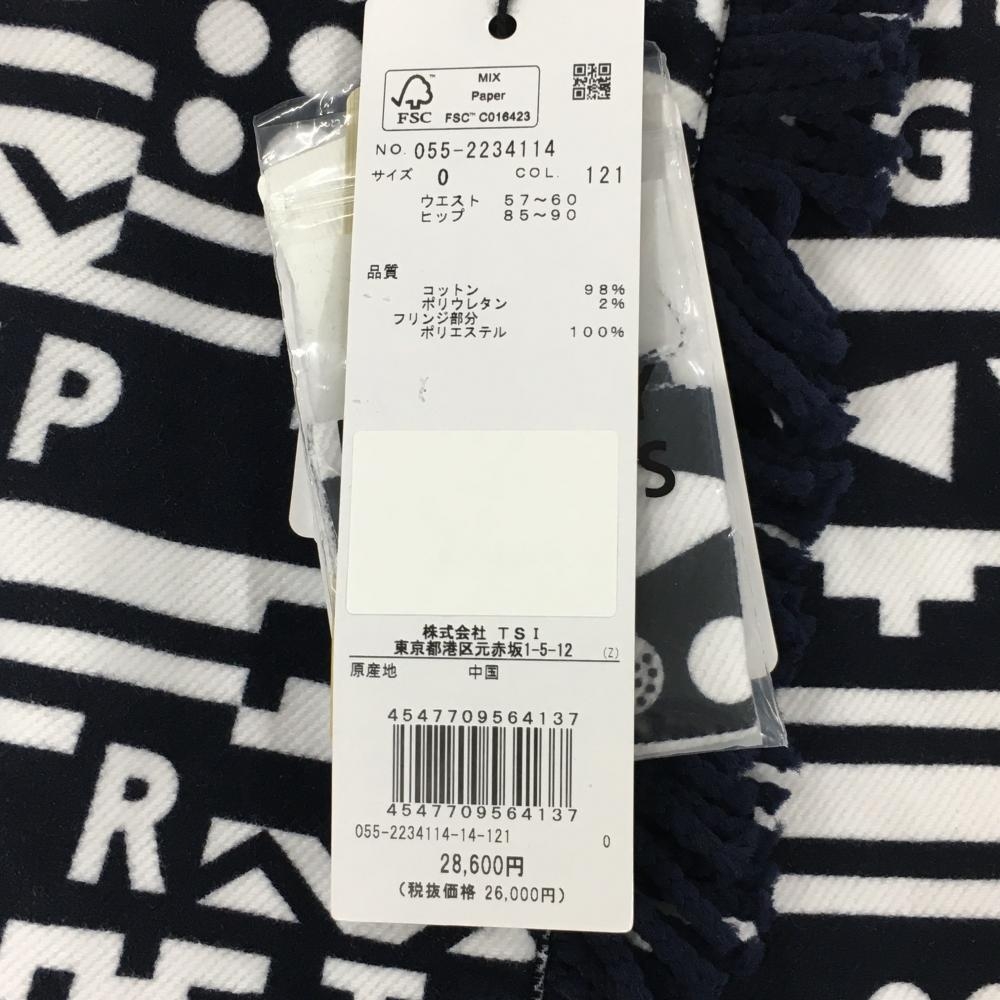 MIX
Paper
FSC™ C016423
FSC
NO. 055-2234114
サイズ 0 COL. 121
ウエスト 57～60
ヒップ 85～90
品質
コットン 98%
ポリウレタン 2%
フリンジ部分
ポリエステル 100%
株式会社 TSI
東京都港区元赤坂1-5-12 (Z)
原産地 中国
4547709564137
4547709564137
055-2234114-14-121 0
28,600円
(税抜価格 26,000円)
P
R
G
S